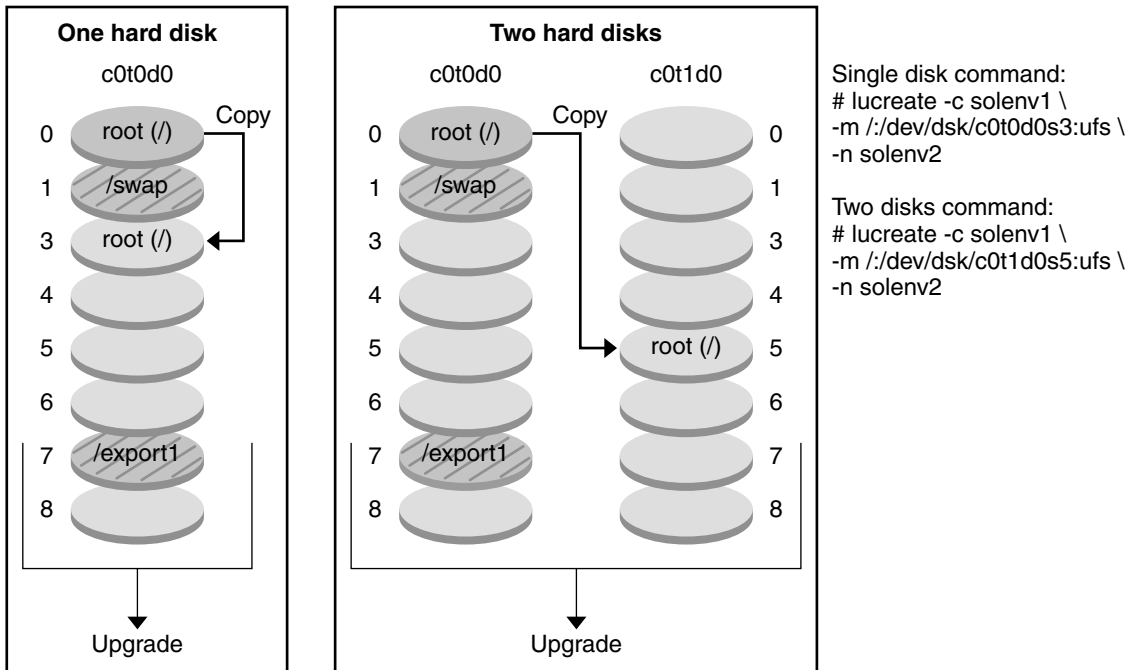 One hard disk
c0t0d0
0 root (/) Copy
1 /swap
3 root (/)
4
5
6
7 /export1
8
Upgrade
Two hard disks
c0t0d0 c0t1d0
0 root (/) Copy 0
1 /swap 1
3 3
4 4
5 root (/) 5
6 6
7 /export1 7
8 8
Upgrade
Single disk command:
# lucreate -c solenv1 \
-m /:/dev/dsk/c0t0d0s3:ufs \
-n solenv2
Two disks command:
# lucreate -c solenv1 \
-m /:/dev/dsk/c0t1d0s5:ufs \
-n solenv2